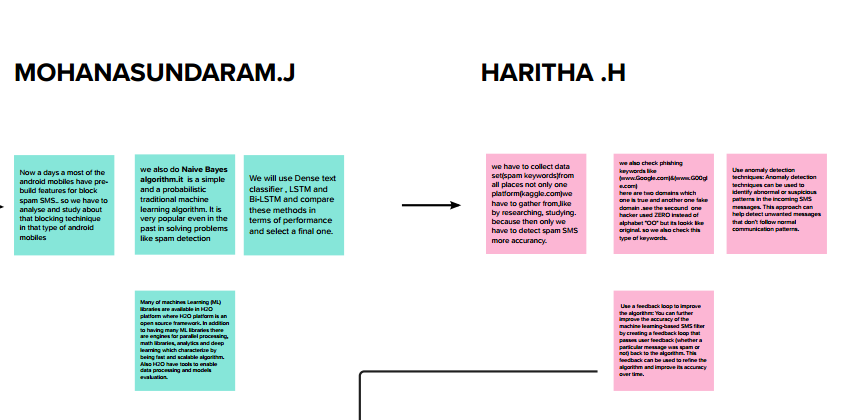 MOHANASUNDARAM.J
Now a days a most of the
android mobiles have pre-
build features for block
spam SMS.. so we have to
analyse and study about
that blocking techinique
in that type of android
mobiles
we also do Naive Bayes
algorithm.it is a simple
and a probabilistic
traditional machine
learning algorithm. It is
very popular even in the
past in solving problems
like spam detection
We will use Dense text
classifier , LSTM and
Bi-LSTM and compare
these methods in
terms of performance
and select a final one.
Many of machines Learning (ML)
libraries are available in H2O
platform where H2O platform is an
open source framework. In addition
to having many ML libraries there
are engines for parallel processing,
math libraries, analytics and deep
learning which characterize by
being fast and scalable algorithm.
Also H2O have tools to enable
data processing and models
evaluation.
HARITHA .H
we have to collect data
set(spam keywords)from
all places not only one
platform(kaggle.com)we
have to gather from,like
by researching, studying.
because then only we
have to detect spam SMS
more accuracy.
we also check phishing
keywords like
(www.Google.com)&(www.G00gl
e.com)
here are two domains which
one is true and another one fake
domain .see the second one
hacker used ZERO instead of
alphabet "OO" but its lookk like
original. so we also check this
type of keywords.
Use anomaly detection
techniques: Anomaly detection
techniques can be used to
identify abnormal or suspicious
patterns in the incoming SMS
messages. This approach can
help detect unwanted messages
that don't follow normal
communication patterns.
Use a feedback loop to improve
the algorithm: You can further
improve the accuracy of the
machine learning-based SMS filter
by creating a feedback loop that
passes user feedback (whether a
particular message was spam or
not) back to the algorithm. This
feedback can be used to refine the
algorithm and improve its accuracy
over time.